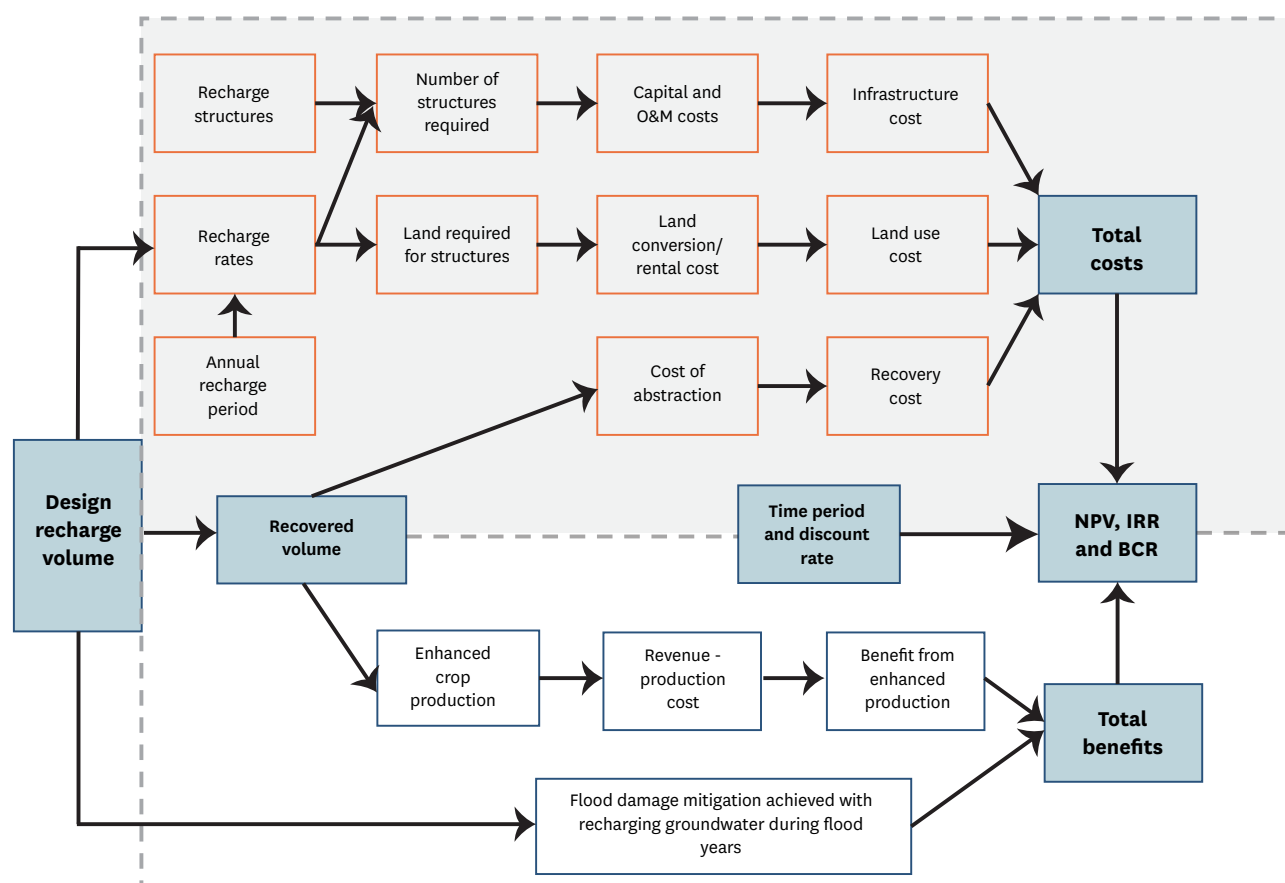 Recharge
structures
Number of
structures
required
Capital and
O&M costs
Infrastructure
cost
Recharge
rates
Land required
for structures
Land
conversion/
rental cost
Land use
cost
Total
costs
Annual
recharge
period
Cost of
abstraction
Recovery
cost
Design
recharge
volume
Recovered
volume
Time period
and discount
rate
NPV, IRR
and BCR
Enhanced
crop
production
Revenue -
production
cost
Benefit from
enhanced
production
Total
benefits
Flood damage mitigation achieved with
recharging groundwater during flood
years